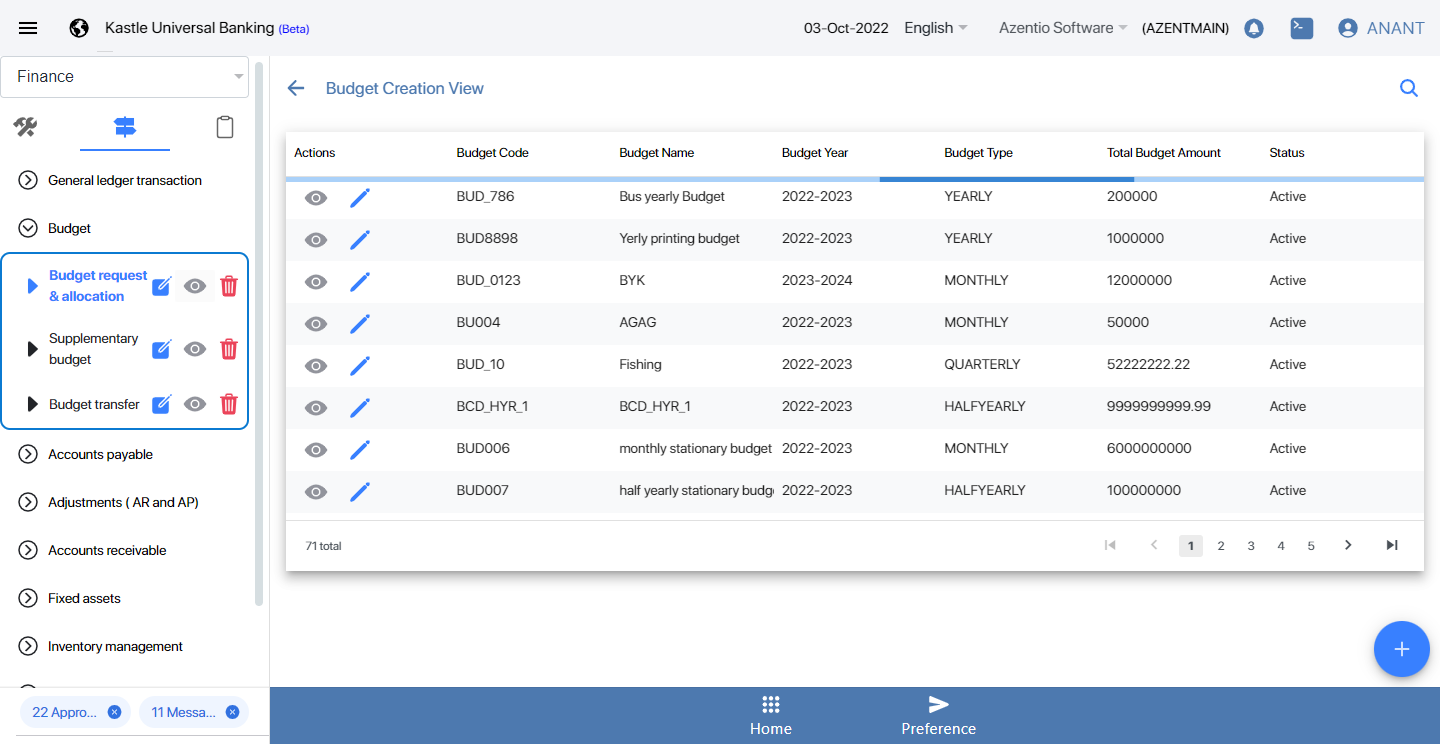 Kastle Universal Banking (Beta)
03-Oct-2022 English Azentio Software (AZENTMAIN) ANANT
Finance
General ledger transaction
Budget
Budget request
& allocation
Supplementary
budget
Budget transfer
Accounts payable
Adjustments ( AR and AP)
Accounts receivable
Fixed assets
Inventory management
22 Appro... 11 Messa...
Budget Creation View
Actions Budget Code Budget Name Budget Year Budget Type Total Budget Amount Status
BUD_786 Bus yearly Budget 2022-2023 YEARLY 200000 Active
BUD8898 Yerly printing budget 2022-2023 YEARLY 1000000 Active
BUD_0123 BYK 2023-2024 MONTHLY 12000000 Active
BU004 AGAG 2022-2023 MONTHLY 50000 Active
BUD_10 Fishing 2022-2023 QUARTERLY 52222222.22 Active
BCD_HYR_1 BCD_HYR_1 2022-2023 HALFYEARLY 9999999999.99 Active
BUD006 monthly stationary budget 2022-2023 MONTHLY 6000000000 Active
BUD007 half yearly stationary budg 2022-2023 HALFYEARLY 100000000 Active
71 total 1 2 3 4 5
Home Preference